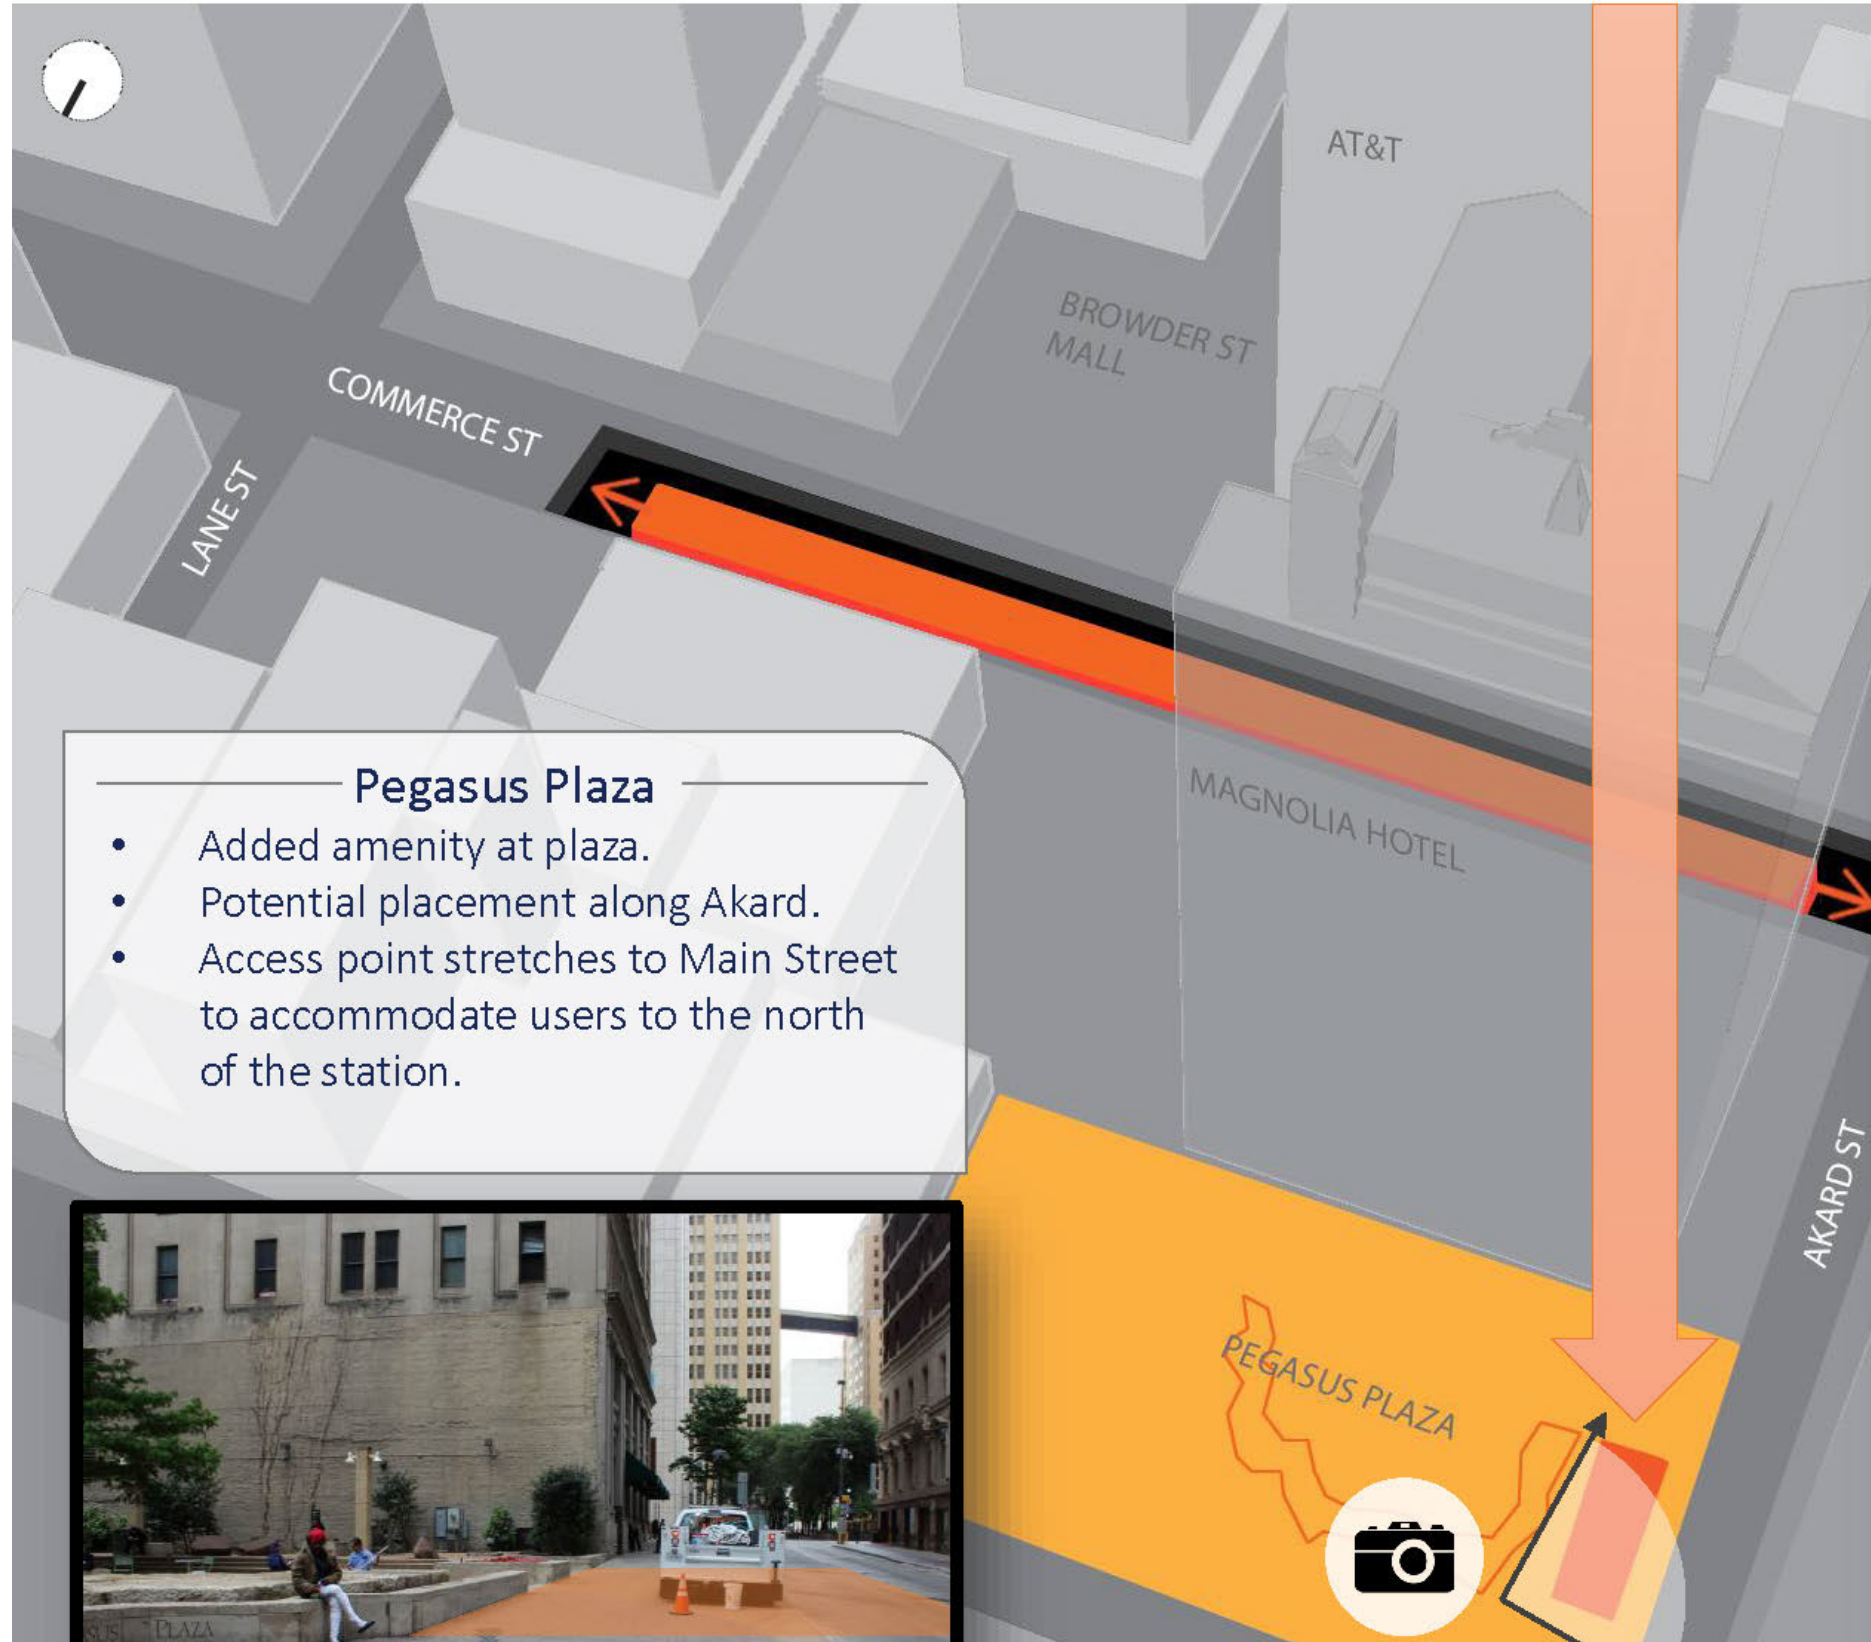 AT&T
BROWDER ST
MALL
COMMERCE ST
LANE ST
MAGNOLIA HOTEL
Pegasus Plaza
• Added amenity at plaza.
• Potential placement along Akard.
• Access point stretches to Main Street
to accommodate users to the north
of the station.
AKARD ST
PEGASUS PLAZA
PLAZA